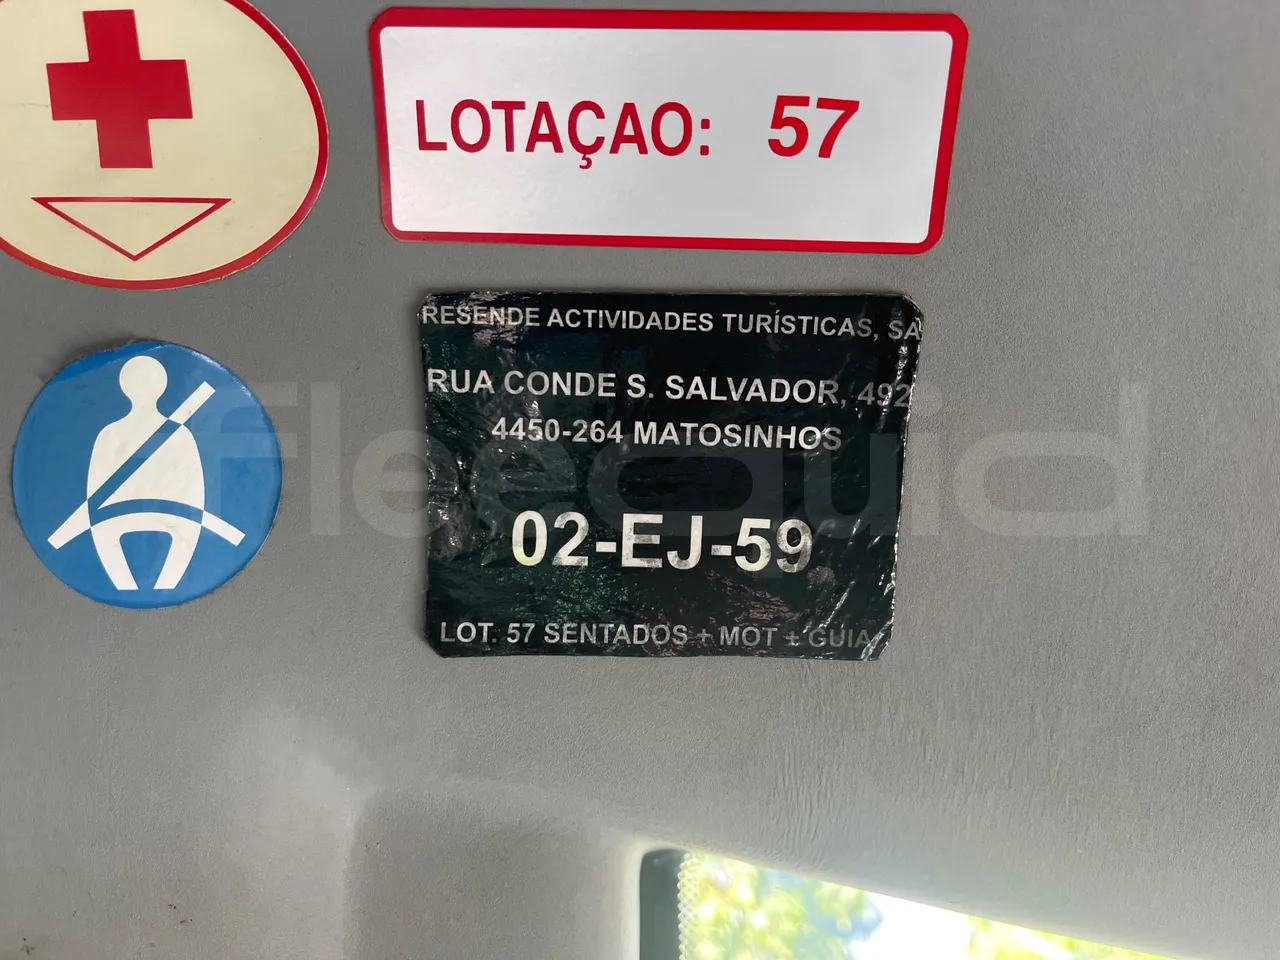 LOTAÇAO: 57
RESENDE ACTIVIDADES TURÍSTICAS, SA
RUA CONDE S. SALVADOR, 492
4450-264 MATOSINHOS
fleequid
02-EJ-59
LOT. 57 SENTADOS + MOT + GUIA